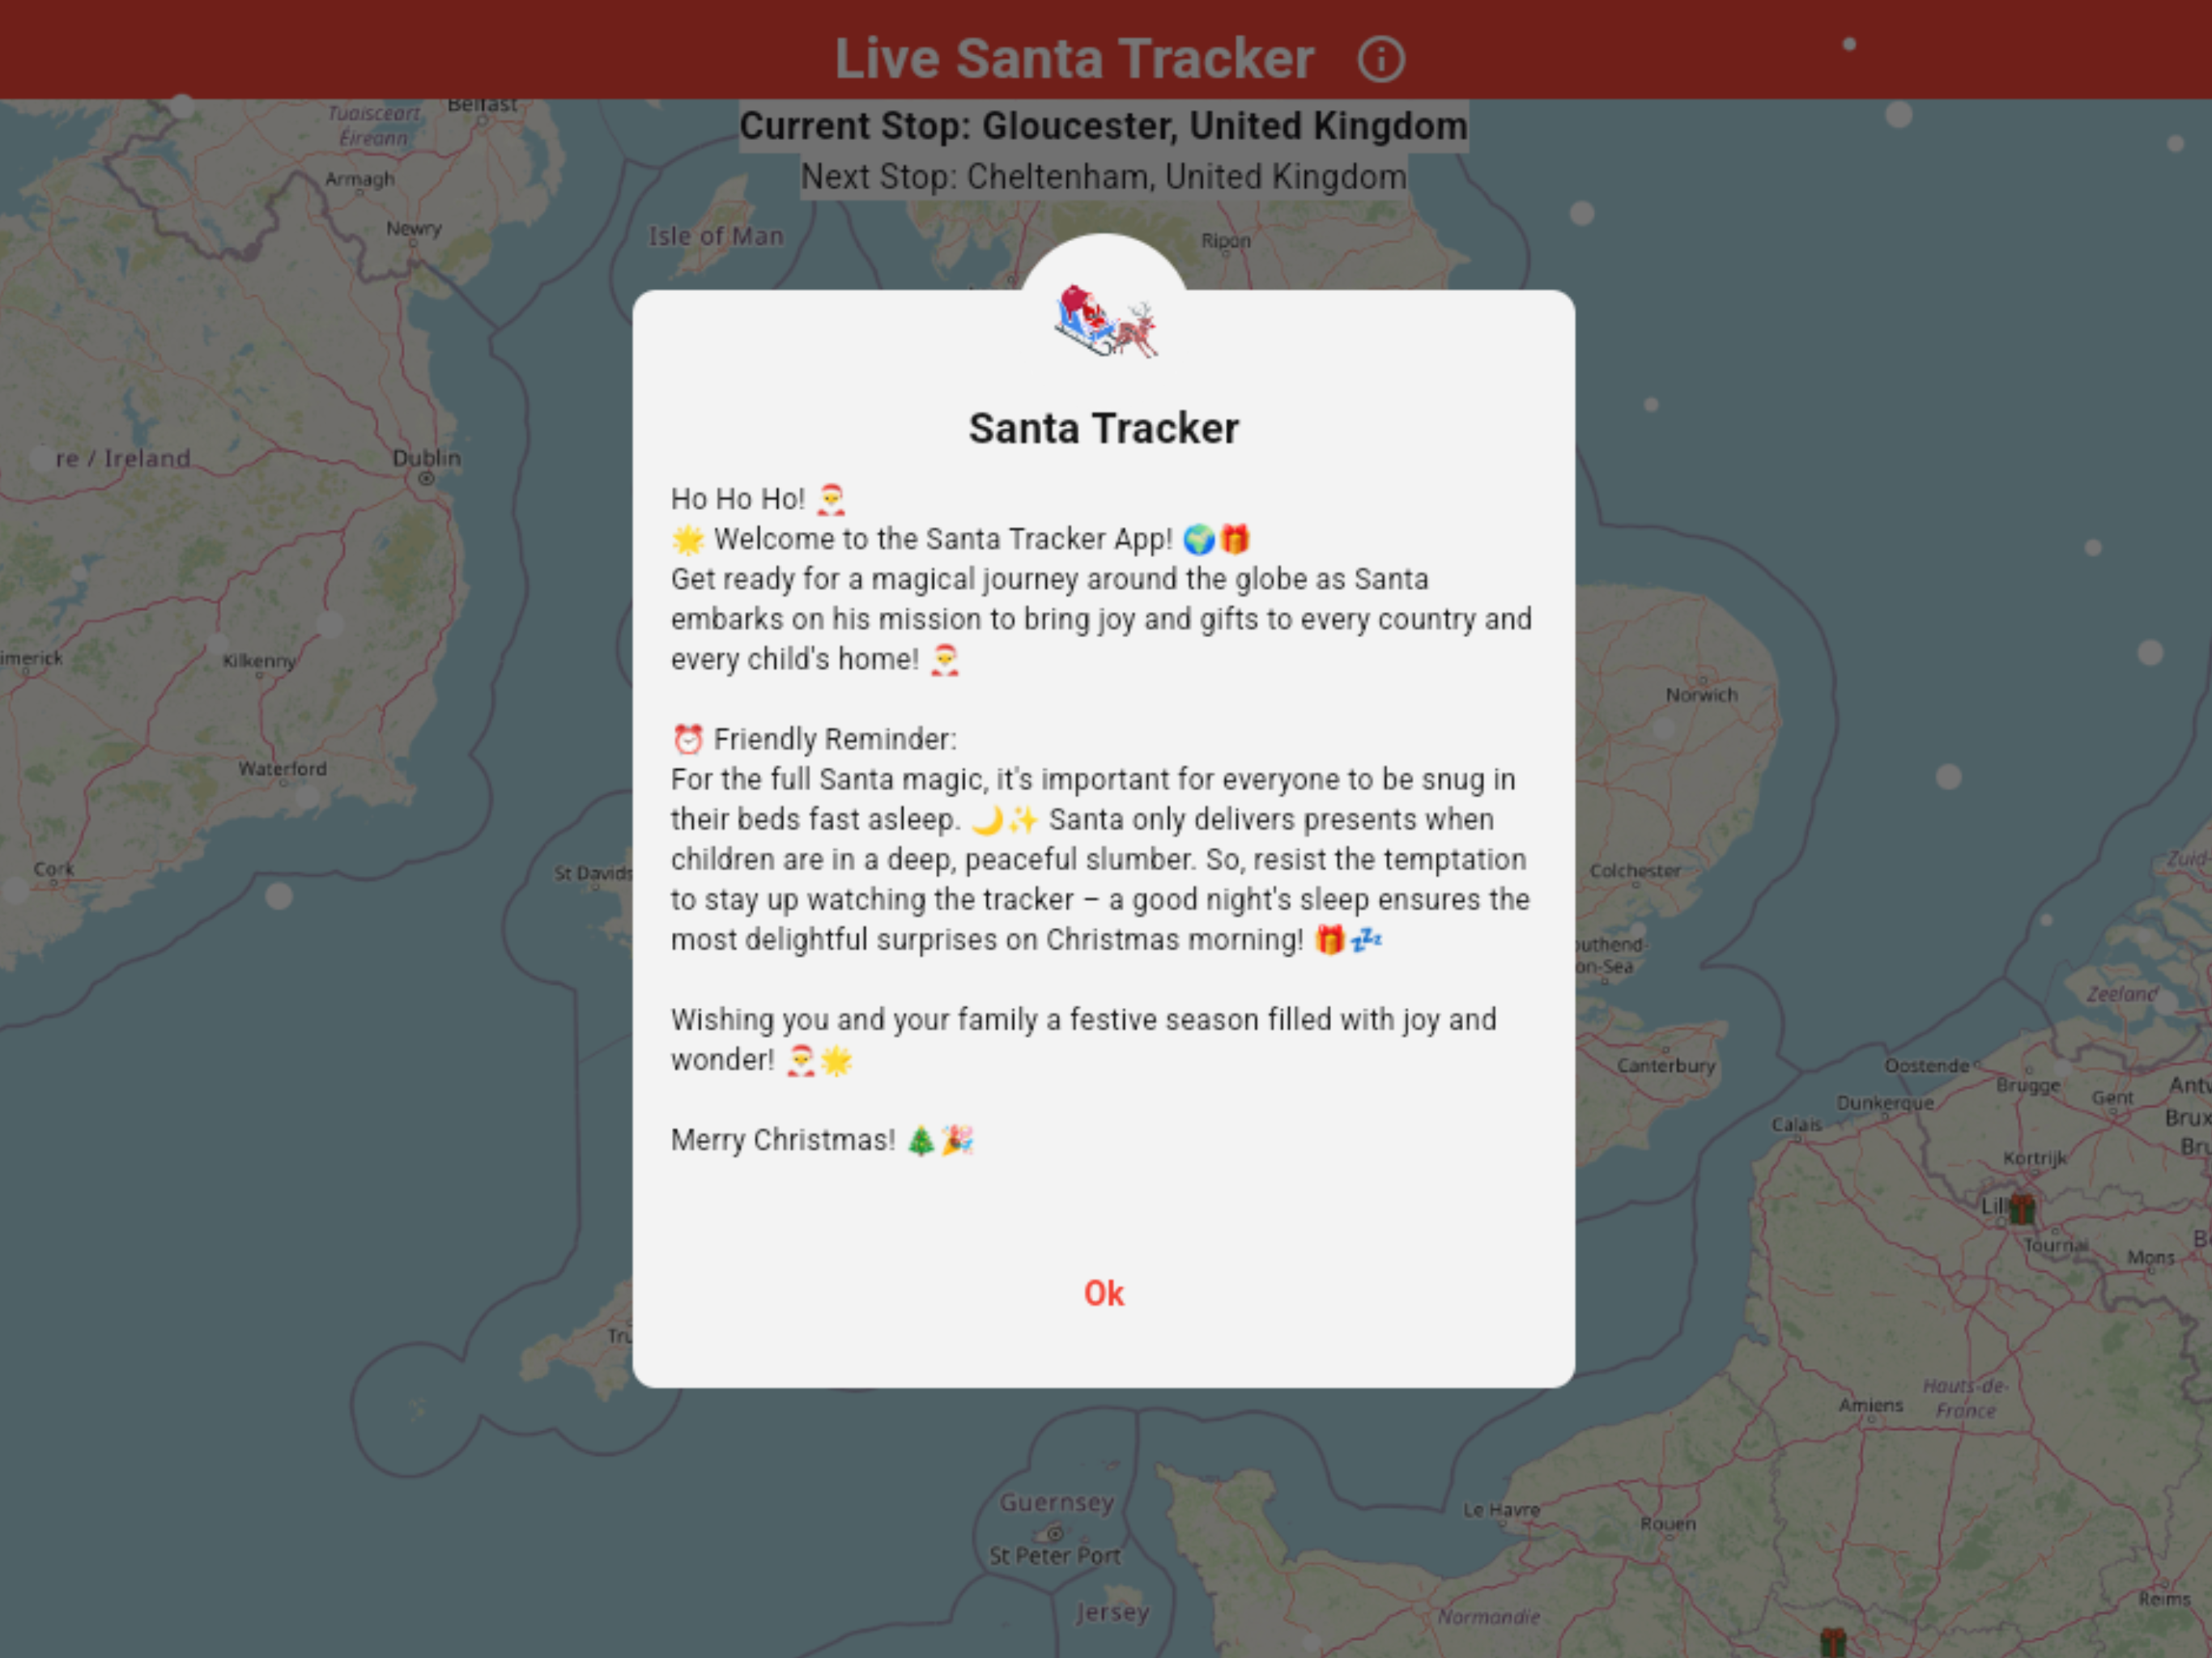 Live Santa Tracker
Current Stop: Gloucester, United Kingdom
Next Stop: Cheltenham, United Kingdom
Tuaisceart
Éireann
Belfast
Armagh
Newry
Isle of Man
Ripon
re / Ireland
Dublin
imerick
Kilkenny
Waterford
Cork
St Davids
Santa Tracker
Ho Ho Ho! 🎅
🌟 Welcome to the Santa Tracker App! 🌍🎁
Get ready for a magical journey around the globe as Santa
embarks on his mission to bring joy and gifts to every country and
every child's home! 🎅
⏰ Friendly Reminder:
For the full Santa magic, it's important for everyone to be snug in
their beds fast asleep. 🌙✨ Santa only delivers presents when
children are in a deep, peaceful slumber. So, resist the temptation
to stay up watching the tracker – a good night's sleep ensures the
most delightful surprises on Christmas morning! 🎁💤
Wishing you and your family a festive season filled with joy and
wonder! 🎅🌟
Merry Christmas! 🎄🎉
Ok
Norwich
Colchester
outhend-
on-Sea
Canterbury
Zuid-
Zeeland
Oostende
Brugge
Gent
Antv
Brux
Bru
Dunkerque
Calais
Kortrijk
Lill
Tournai
Mons
Tru
Hauts-de-
France
Amiens
Guernsey
St Peter Port
Jersey
Le Havre
Rouen
Normandie
Reims